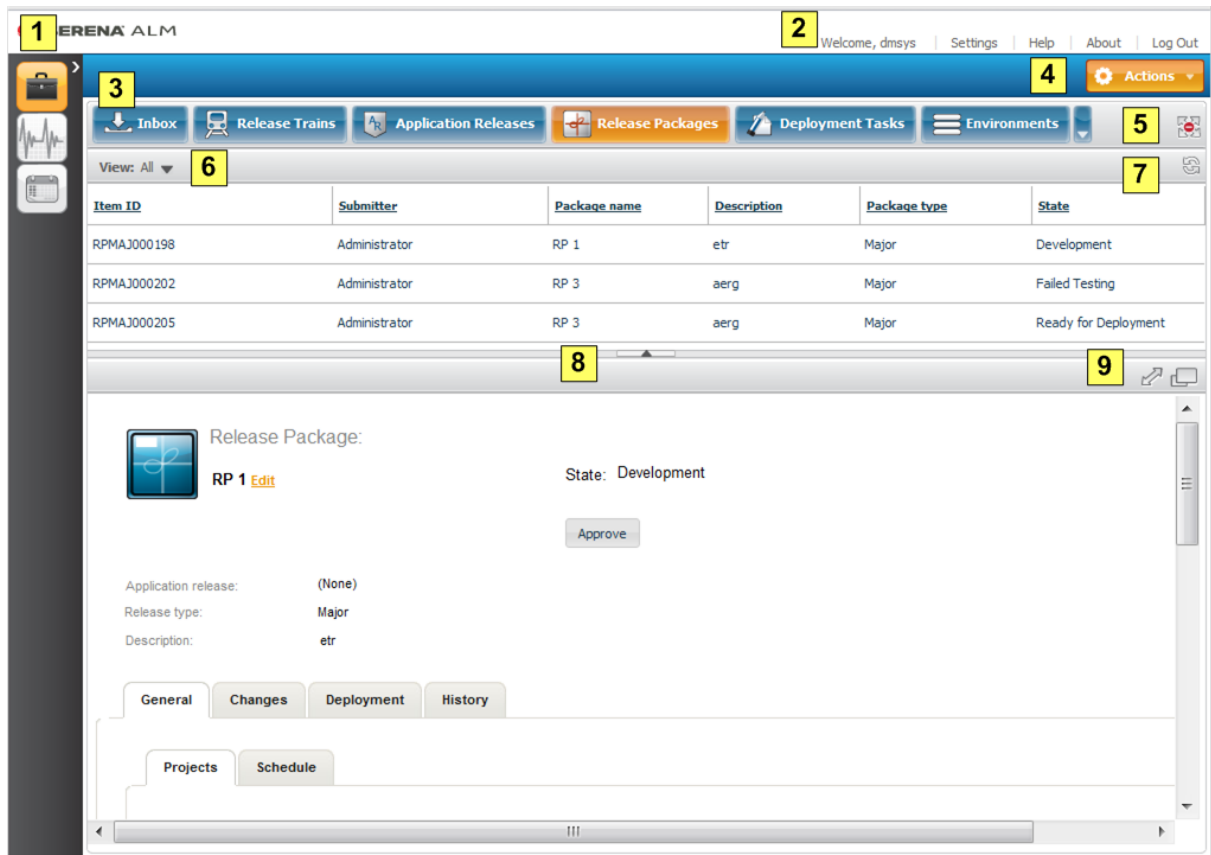 1 SERENA ALM
2 Welcome, dmsys | Settings | Help | About | Log Out
4 Actions
3
Inbox Release Trains Application Releases Release Packages Deployment Tasks Environments 5
View: All 6 7
Item ID Submitter Package name Description Package type State
RPMAJ000198 Administrator RP 1 etr Major Development
RPMAJ000202 Administrator RP 3 aerg Major Failed Testing
RPMAJ000205 Administrator RP 3 aerg Major Ready for Deployment
8 9
Release Package:
RP 1 Edit State: Development
Approve
Application release: (None)
Release type: Major
Description: etr
General Changes Deployment History
Projects Schedule